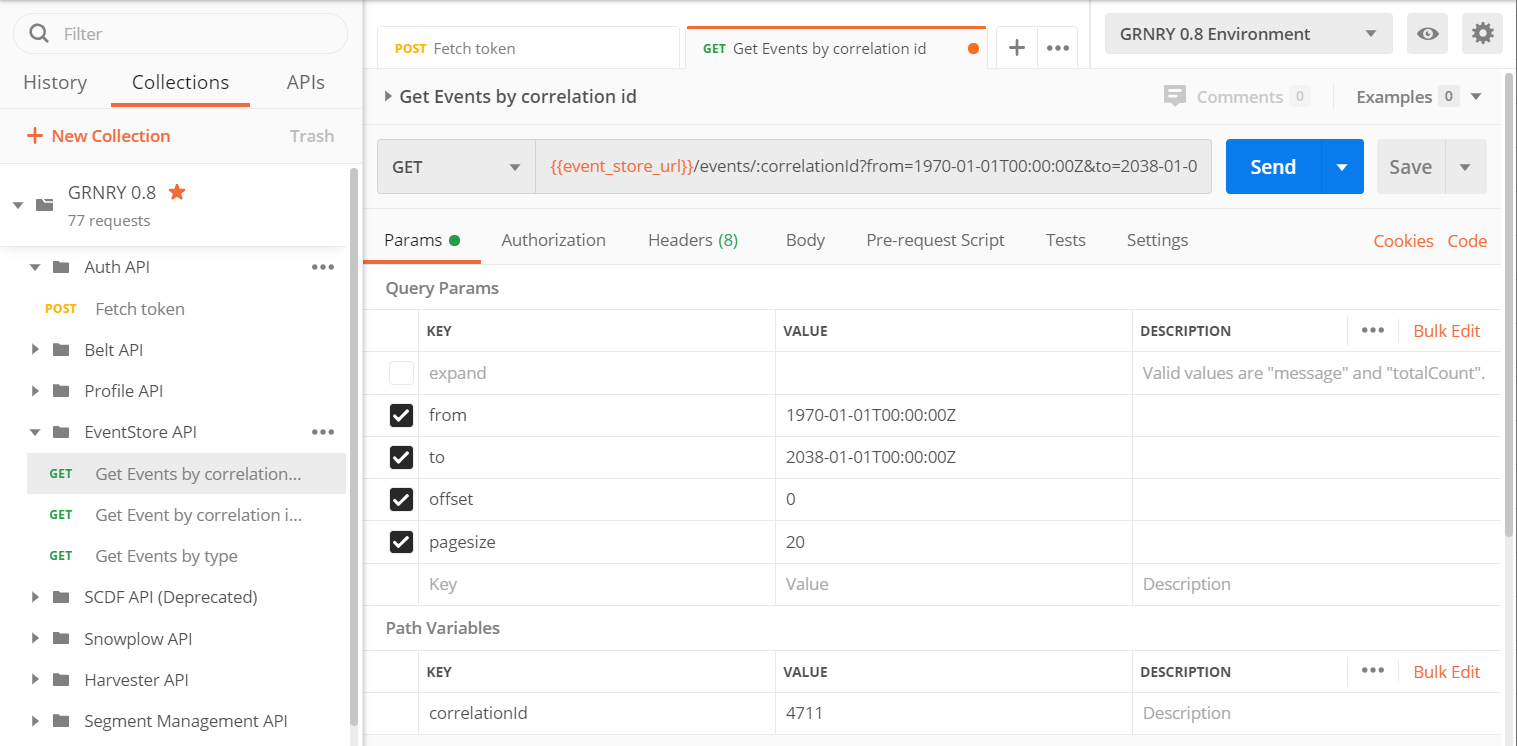 Filter
History Collections APIs
+ New Collection Trash
GRNRY 0.8
77 requests
Auth API
POST Fetch token
Belt API
Profile API
EventStore API
GET Get Events by correlation...
GET Get Event by correlation i...
GET Get Events by type
SCDF API (Deprecated)
Snowplow API
Harvester API
Segment Management API
POST Fetch token
GET Get Events by correlation id
GRNRY 0.8 Environment
Get Events by correlation id
Comments 0
Examples 0
GET
{{event_store_url}}/events/:correlationId?from=1970-01-01T00:00:00Z&to=2038-01-0
Send
Save
Params Authorization Headers (8) Body Pre-request Script Tests Settings Cookies Code
Query Params
KEY VALUE DESCRIPTION Bulk Edit
expand Valid values are "message" and "totalCount".
from 1970-01-01T00:00:00Z
to 2038-01-01T00:00:00Z
offset 0
pagesize 20
Key Value Description
Path Variables
KEY VALUE DESCRIPTION Bulk Edit
correlationId 4711 Description